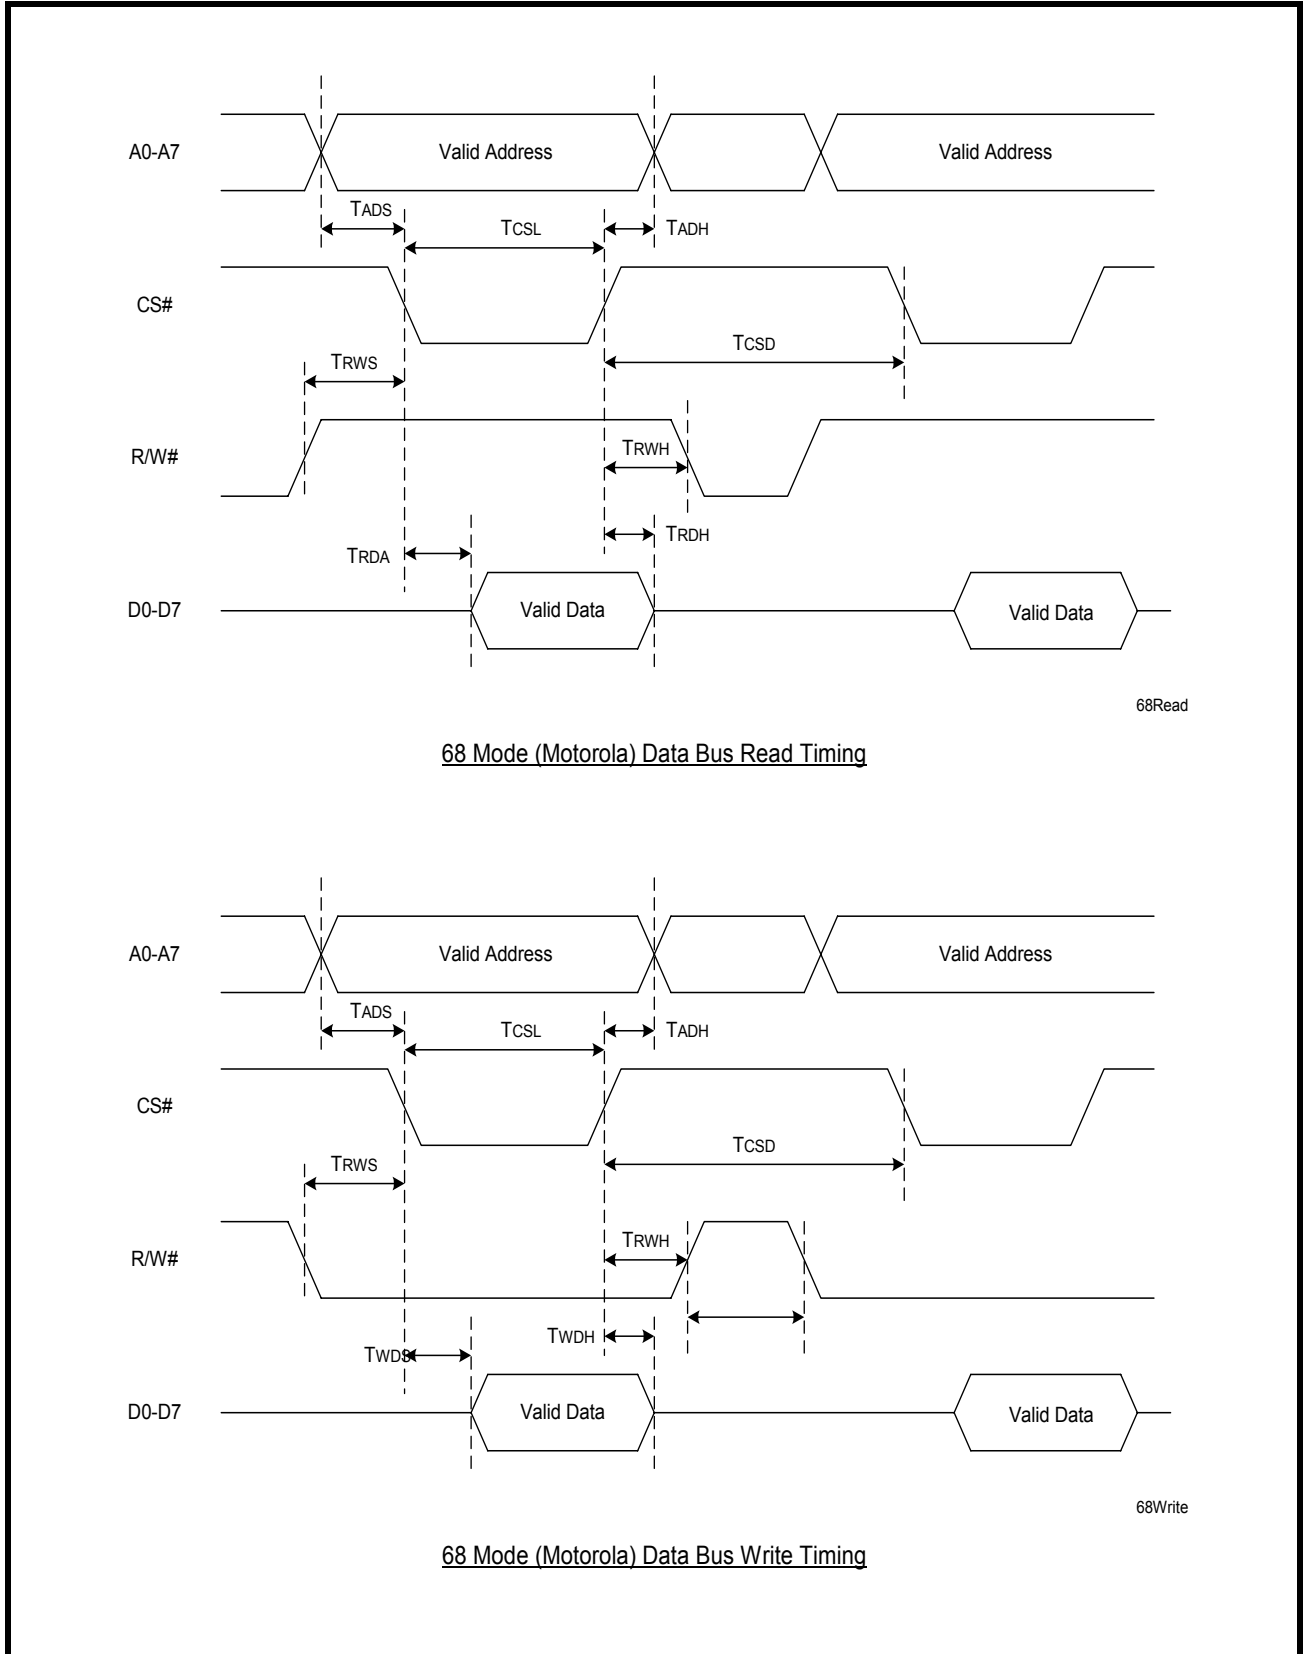 A0-A7
Valid Address
Valid Address
TADS
TCSL
TADH
CS#
TCSD
TRWS
R/W#
TRWH
TRDH
TRDA
D0-D7
Valid Data
Valid Data
68Read
68 Mode (Motorola) Data Bus Read Timing
A0-A7
Valid Address
Valid Address
TADS
TCSL
TADH
CS#
TCSD
TRWS
R/W#
TRWH
TWDH
TWDS
D0-D7
Valid Data
Valid Data
68Write
68 Mode (Motorola) Data Bus Write Timing